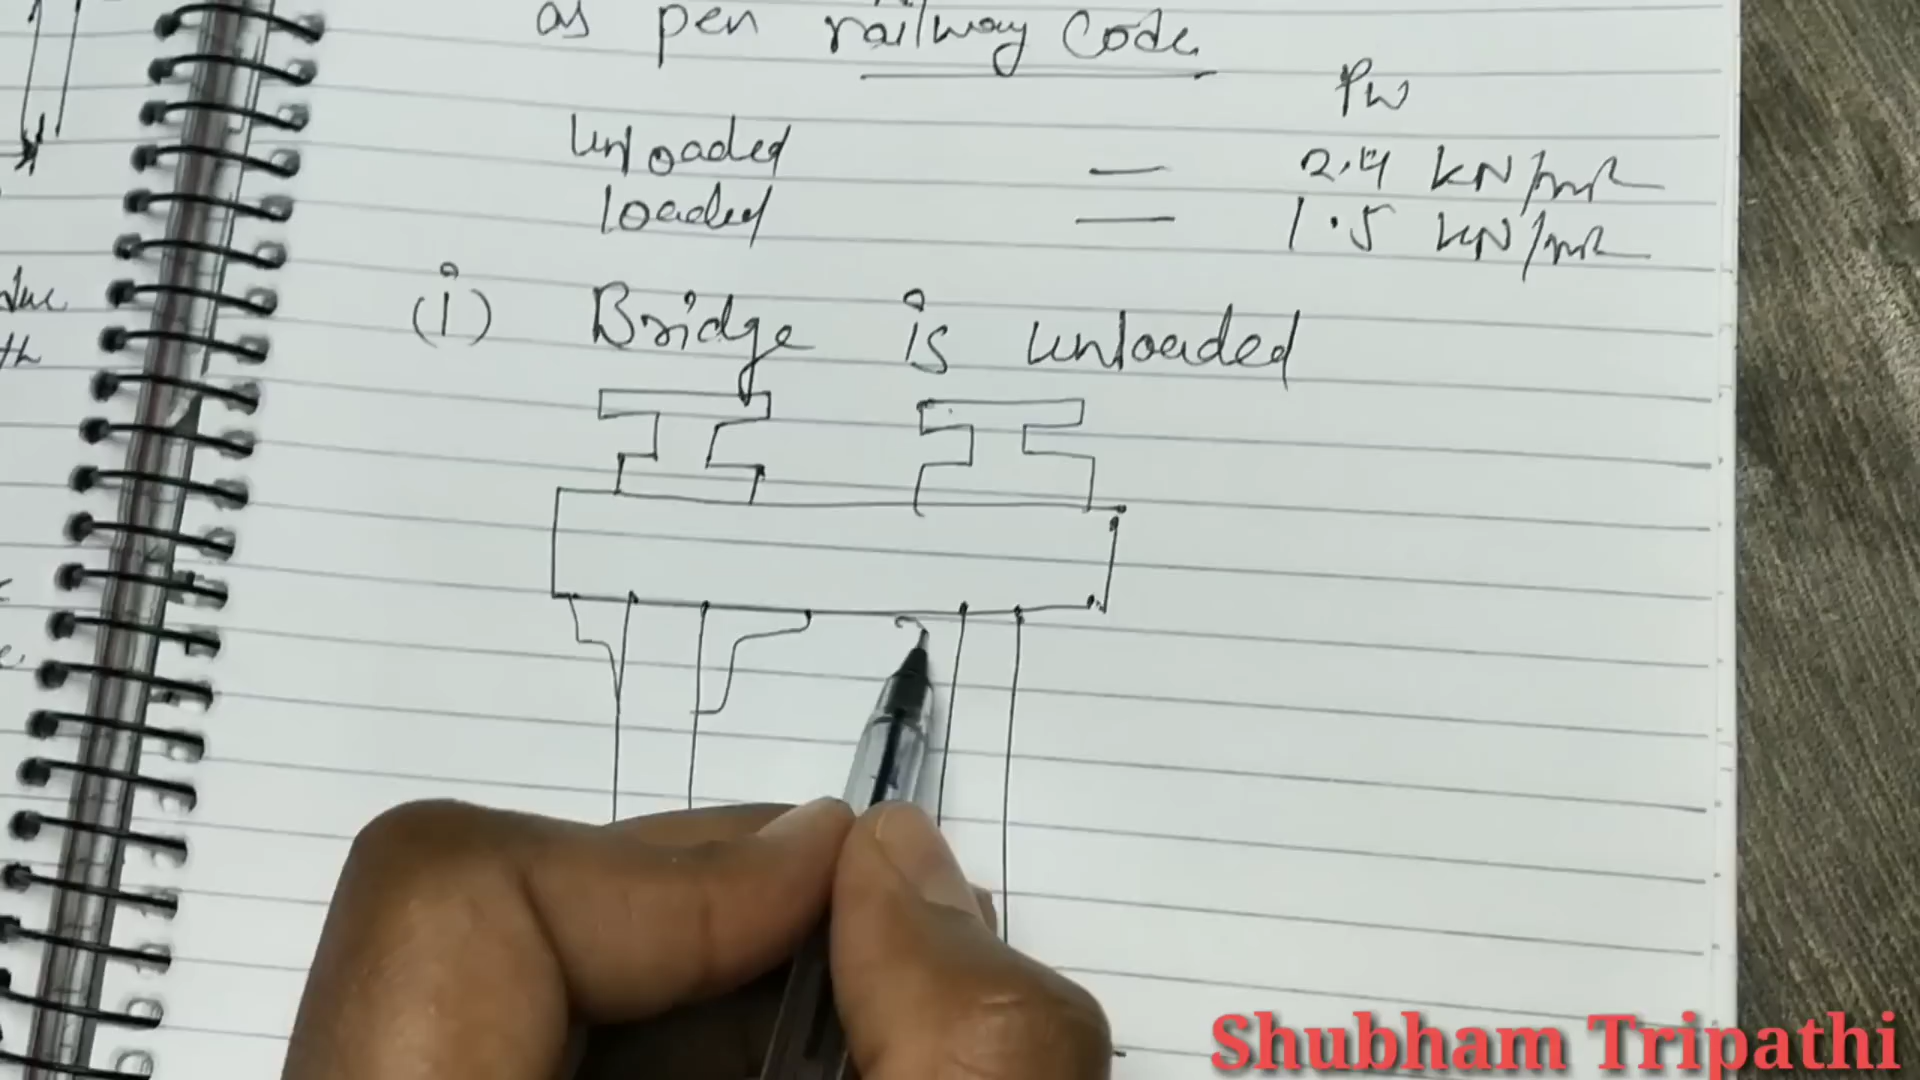 as per railway code
Pw
unloaded = 2.4 kN/m²
loaded = 1.5 kN/m²
(i) Bridge is unloaded
Shubham Tripathi